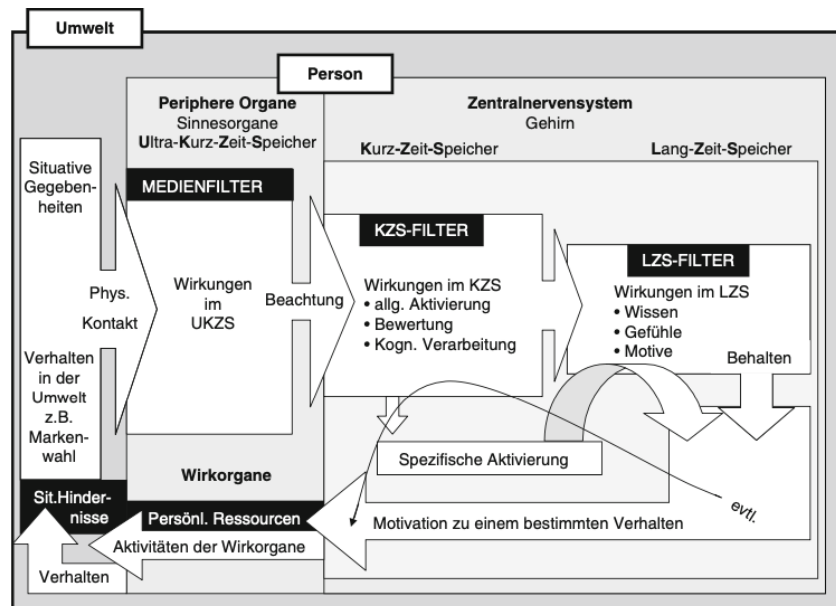 Umwelt
Person
Periphere Organe
Sinnesorgane
Ultra-Kurz-Zeit-Speicher
Zentralnervensystem
Gehirn
Kurz-Zeit-Speicher
Lang-Zeit-Speicher
Situative
Gegeben-
heiten
MEDIENFILTER
KZS-FILTER
LZS-FILTER
Phys.
Kontakt
Wirkungen
im
UKZS
Beachtung
Wirkungen im KZS
• allg. Aktivierung
• Bewertung
• Kogn. Verarbeitung
Wirkungen im LZS
• Wissen
• Gefühle
• Motive
Behalten
Verhalten
in der
Umwelt
z.B.
Marken-
wahl
Spezifische Aktivierung
Wirkorgane
Sit.Hinder-
nisse
Persönl. Ressourcen
Aktivitäten der Wirkorgane
Motivation zu einem bestimmten Verhalten
evtl.
Verhalten